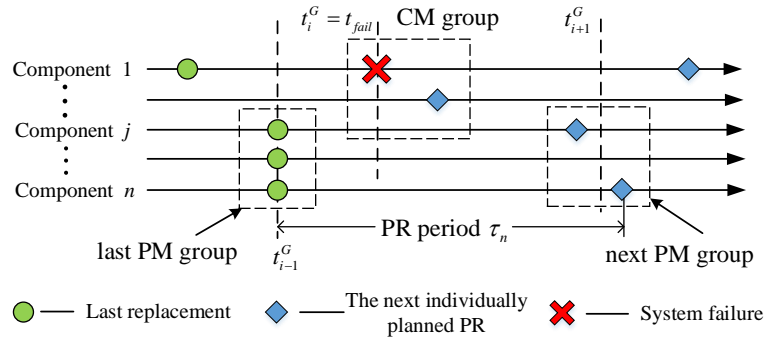 t_i^G = t_fail
CM group
t_{i+1}^G
Component 1
Component j
Component n
last PM group
t_{i-1}^G
PR period τ_n
next PM group
Last replacement
The next individually
planned PR
System failure